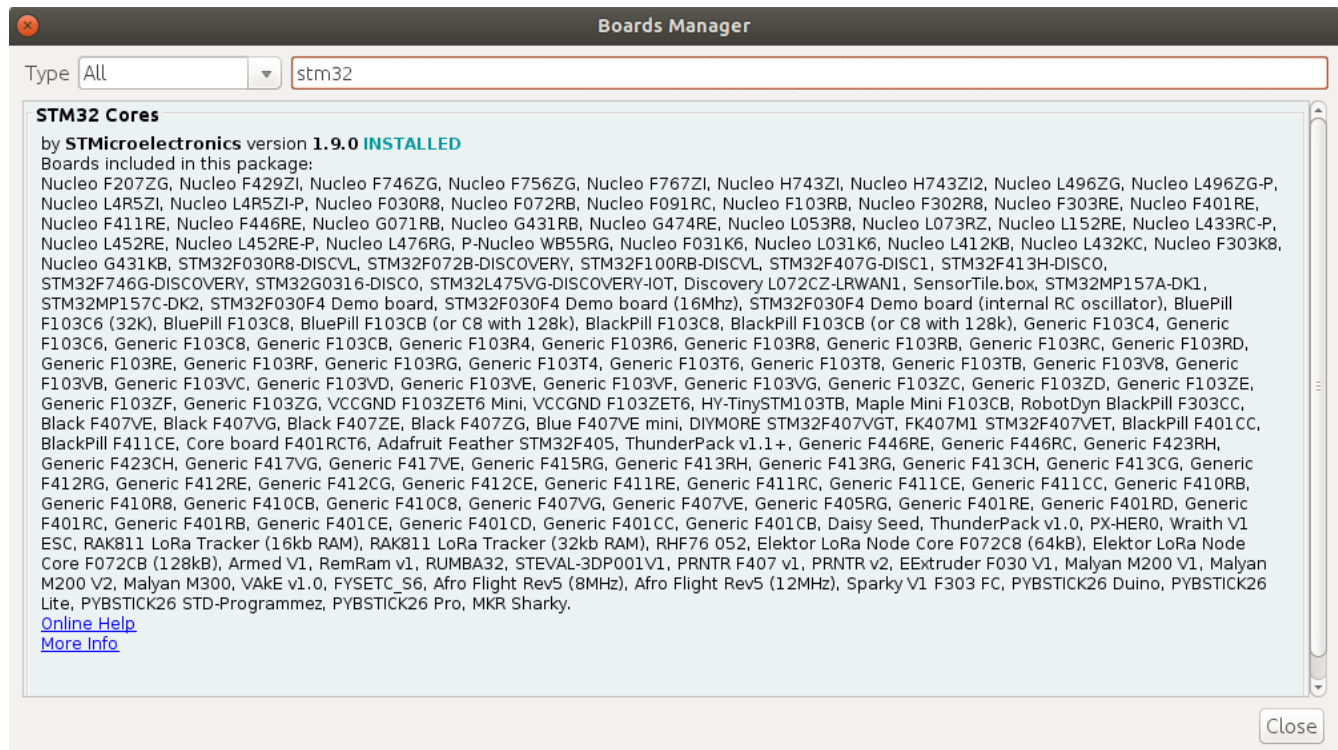 Boards Manager
Type All stm32
STM32 Cores
by STMicroelectronics version 1.9.0 INSTALLED
Boards included in this package:
Nucleo F207ZG, Nucleo F429ZI, Nucleo F746ZG, Nucleo F756ZG, Nucleo F767ZI, Nucleo H743ZI, Nucleo H743ZI2, Nucleo L496ZG, Nucleo L496ZG-P,
Nucleo L4R5ZI, Nucleo L4R5ZI-P, Nucleo F030R8, Nucleo F072RB, Nucleo F091RC, Nucleo F103RB, Nucleo F302R8, Nucleo F303RE, Nucleo F401RE,
Nucleo F411RE, Nucleo F446RE, Nucleo G071RB, Nucleo G431RB, Nucleo G474RE, Nucleo L053R8, Nucleo L073RZ, Nucleo L152RE, Nucleo L433RC-P,
Nucleo L452RE, Nucleo L452RE-P, Nucleo L476RG, P-Nucleo WB55RG, Nucleo F031K6, Nucleo L031K6, Nucleo L412KB, Nucleo L432KC, Nucleo F303K8,
Nucleo G431KB, STM32F030R8-DISCVL, STM32F072B-DISCOVERY, STM32F100RB-DISCVL, STM32F407G-DISC1, STM32F413H-DISCO,
STM32F746G-DISCOVERY, STM32G0316-DISCO, STM32L475VG-DISCOVERY-IOT, Discovery L072CZ-LRWAN1, SensorTile.box, STM32MP157A-DK1,
STM32MP157C-DK2, STM32F030F4 Demo board, STM32F030F4 Demo board (16Mhz), STM32F030F4 Demo board (internal RC oscillator), BluePill
F103C6 (32K), BluePill F103C8, BluePill F103CB (or C8 with 128k), BlackPill F103C8, BlackPill F103CB (or C8 with 128k), Generic F103C4, Generic
F103C6, Generic F103C8, Generic F103CB, Generic F103R4, Generic F103R6, Generic F103R8, Generic F103RB, Generic F103RC, Generic F103RD,
Generic F103RE, Generic F103RF, Generic F103RG, Generic F103T4, Generic F103T6, Generic F103T8, Generic F103TB, Generic F103V8, Generic
F103VB, Generic F103VC, Generic F103VD, Generic F103VE, Generic F103VF, Generic F103VG, Generic F103ZC, Generic F103ZD, Generic F103ZE,
Generic F103ZF, Generic F103ZG, VCCGND F103ZET6 Mini, VCCGND F103ZET6, HY-TinySTM103TB, Maple Mini F103CB, RobotDyn BlackPill F303CC,
Black F407VE, Black F407VG, Black F407ZE, Black F407ZG, Blue F407VE mini, DIYMORE STM32F407VGT, FK407M1 STM32F407VET, BlackPill F401CC,
BlackPill F411CE, Core board F401RCT6, Adafruit Feather STM32F405, ThunderPack v1.1+, Generic F446RE, Generic F446RC, Generic F423RH,
Generic F423CH, Generic F417VG, Generic F417VE, Generic F415RG, Generic F413RH, Generic F413RG, Generic F413CH, Generic F413CG, Generic
F412RG, Generic F412RE, Generic F412CG, Generic F412CE, Generic F411RE, Generic F411RC, Generic F411CE, Generic F411CC, Generic F410RB,
Generic F410R8, Generic F410CB, Generic F410C8, Generic F407VG, Generic F407VE, Generic F405RG, Generic F401RE, Generic F401RD, Generic
F401RC, Generic F401RB, Generic F401CE, Generic F401CD, Generic F401CC, Generic F401CB, Daisy Seed, ThunderPack v1.0, PX-HER0, Wraith V1
ESC, RAK811 LoRa Tracker (16kb RAM), RAK811 LoRa Tracker (32kb RAM), RHF76 052, Elektor LoRa Node Core F072C8 (64kB), Elektor LoRa Node
Core F072CB (128kB), Armed V1, RemRam v1, RUMBA32, STEVAL-3DP001V1, PRNTR F407 v1, PRNTR v2, EExtruder F030 V1, Malyan M200 V1, Malyan
M200 V2, Malyan M300, VAkE v1.0, FYSETC_S6, Afro Flight Rev5 (8MHz), Afro Flight Rev5 (12MHz), Sparky V1 F303 FC, PYBSTICK26 Duino, PYBSTICK26
Lite, PYBSTICK26 STD-Programmez, PYBSTICK26 Pro, MKR Sharky.
Online Help
More Info
Close